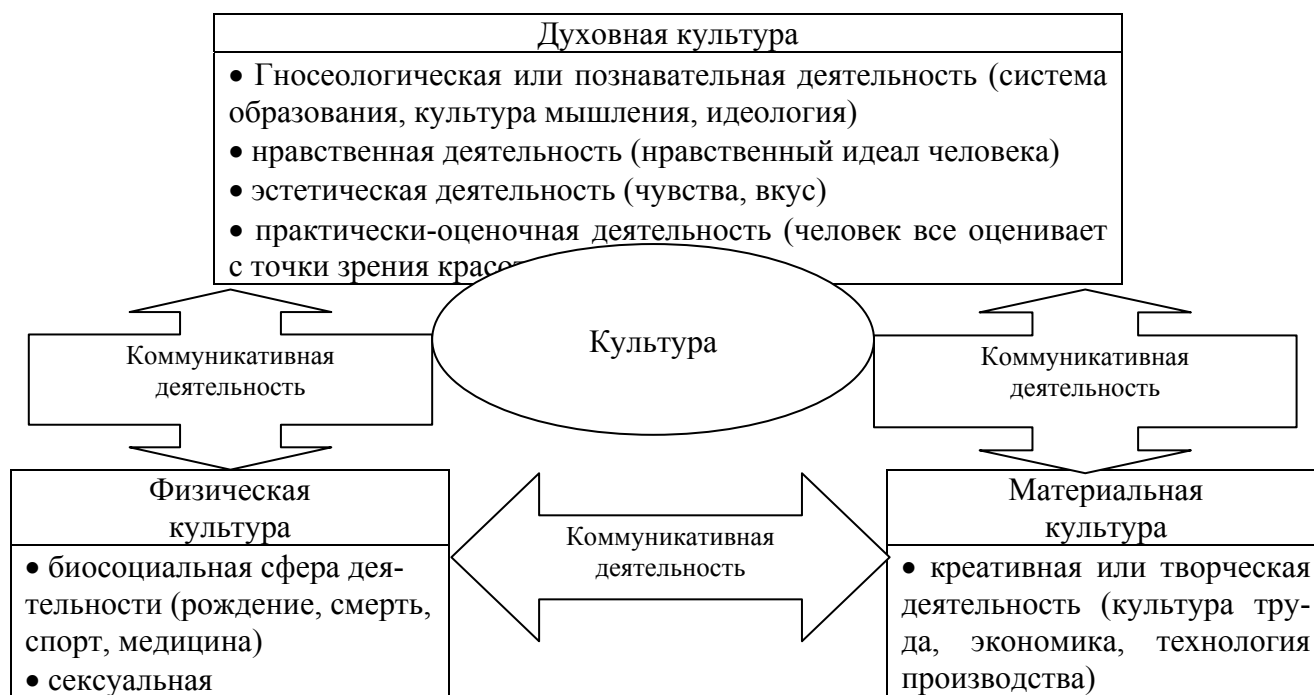 Духовная культура
• Гносеологическая или познавательная деятельность (система
образования, культура мышления, идеология)
• нравственная деятельность (нравственный идеал человека)
• эстетическая деятельность (чувства, вкус)
• практически-оценочная деятельность (человек все оценивает
с точки зрения
Культура
Коммуникативная
деятельность
Коммуникативная
деятельность
Физическая
культура
• биосоциальная сфера дея-
тельности (рождение, смерть,
спорт, медицина)
• сексуальная
Коммуникативная
деятельность
Материальная
культура
• креативная или творческая
деятельность (культура тру-
да, экономика, технология
производства)